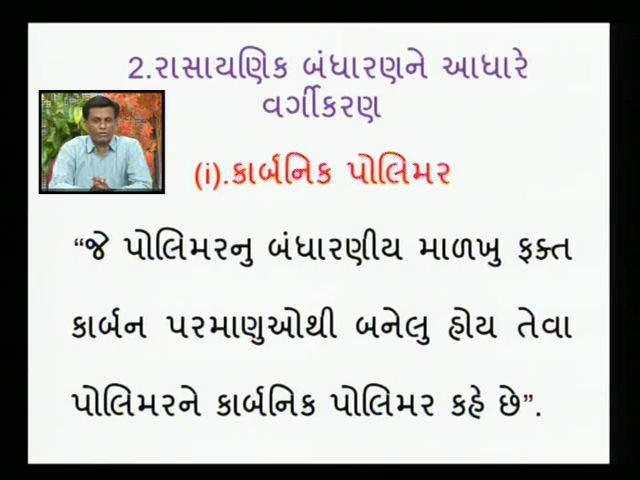 2.રાસાયણિક બંધારણને આધારે
વર્ગીકરણ
(i).કાર્બનિક પોલિમર
“જે પોલિમરનુ બંધારણીય માળખુ ફક્ત
કાર્બન પરમાણુઓથી બનેલુ હોય તેવા
પોલિમરને કાર્બનિક પોલિમર કહે છે”.